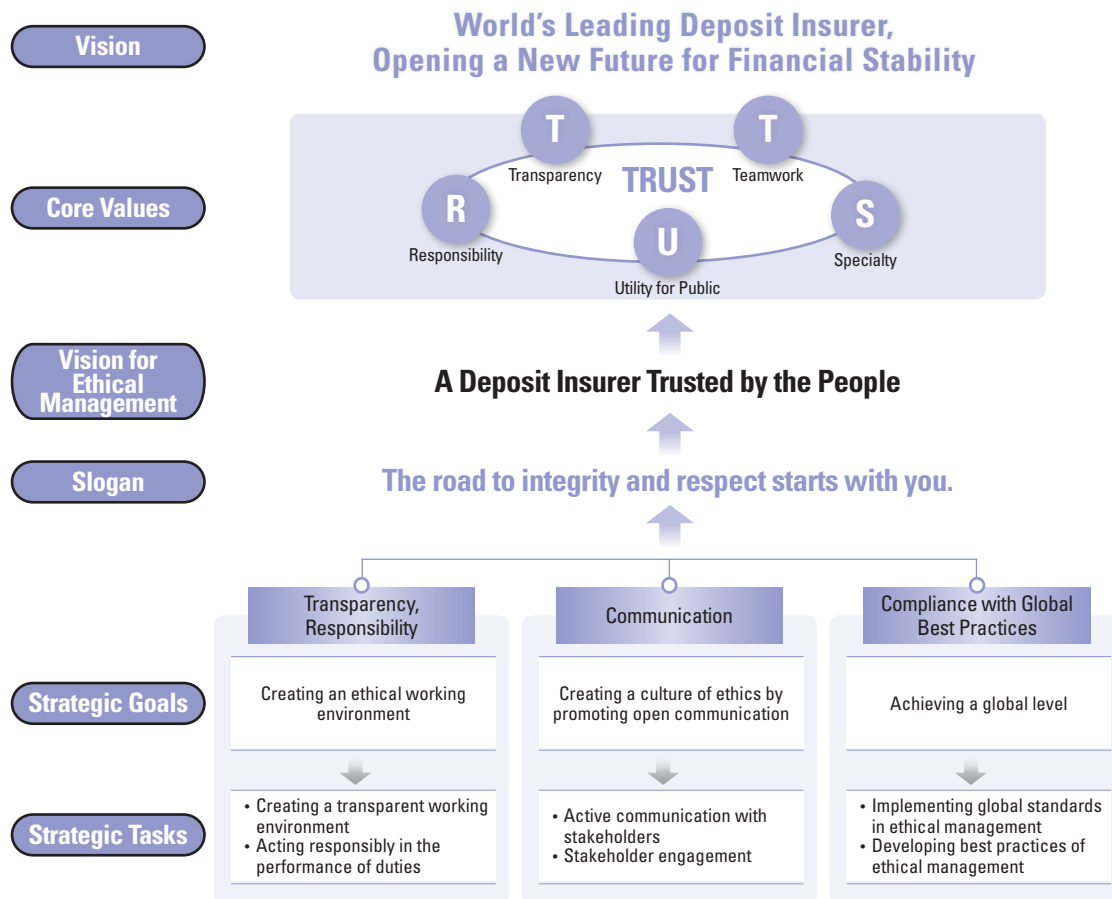 Vision
World's Leading Deposit Insurer,
Opening a New Future for Financial Stability
Core Values
T
Transparency
R
Responsibility
TRUST
U
Utility for Public
S
Specialty
T
Teamwork
Vision for
Ethical
Management
A Deposit Insurer Trusted by the People
Slogan
The road to integrity and respect starts with you.
Transparency,
Responsibility
Communication
Compliance with Global
Best Practices
Strategic Goals
Creating an ethical working
environment
Creating a culture of ethics by
promoting open communication
Achieving a global level
Strategic Tasks
• Creating a transparent working
environment
• Acting responsibly in the
performance of duties
• Active communication with
stakeholders
• Stakeholder engagement
• Implementing global standards
in ethical management
• Developing best practices of
ethical management